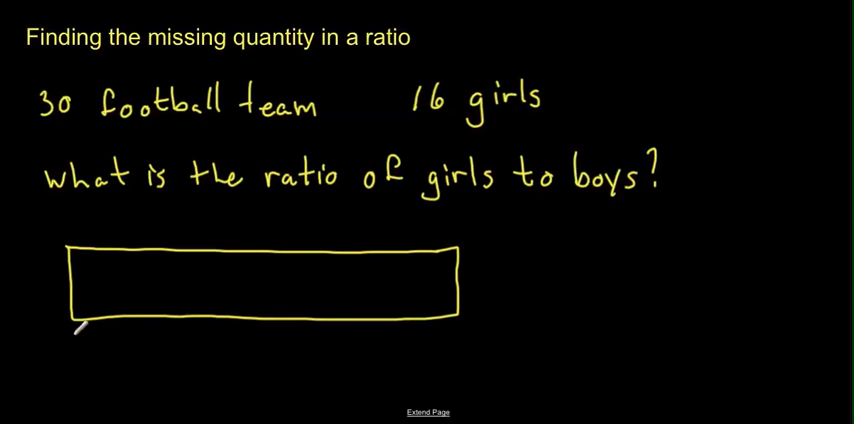 Finding the missing quantity in a ratio
30 football team 16 girls
what is the ratio of girls to boys?
Extend Page